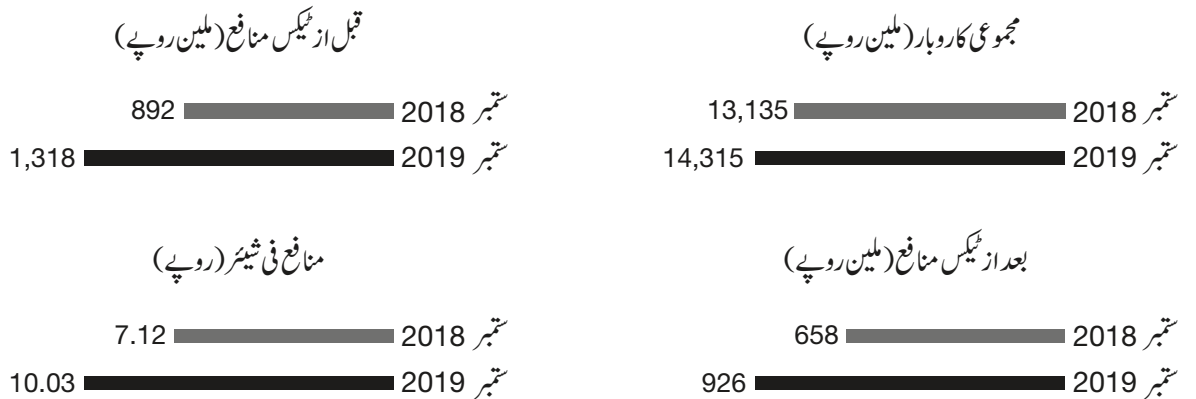 مجموعی کاروبار (ملین روپے)
ستمبر 2018 13,135
ستمبر 2019 14,315
قبل از ٹیکس منافع (ملین روپے)
ستمبر 2018 892
ستمبر 2019 1,318
بعد از ٹیکس منافع (ملین روپے)
ستمبر 2018 658
ستمبر 2019 926
منافع فی شیئر (روپے)
ستمبر 2018 7.12
ستمبر 2019 10.03